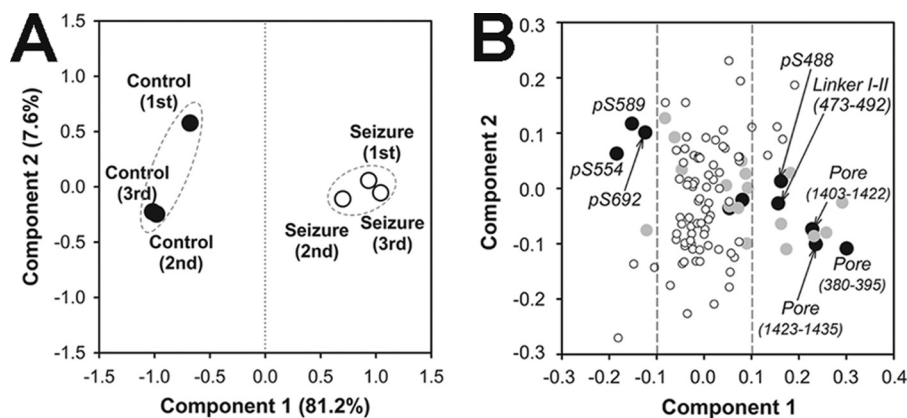 A
1.5
1.0
0.5
0.0
-0.5
-1.0
-1.5
Component 2 (7.6%)
Control
(1st)
Control
(3rd)
Control
(2nd)
Seizure
(1st)
Seizure
(2nd)
Seizure
(3rd)
-1.5 -1.0 -0.5 0.0 0.5 1.0 1.5
Component 1 (81.2%)
B
0.3
0.2
0.1
0.0
-0.1
-0.2
-0.3
Component 2
pS589
pS554
pS692
pS488
Linker I-II
(473-492)
Pore
(1403-1422)
Pore
(380-395)
Pore
(1423-1435)
-0.3 -0.2 -0.1 0.0 0.1 0.2 0.3 0.4
Component 1